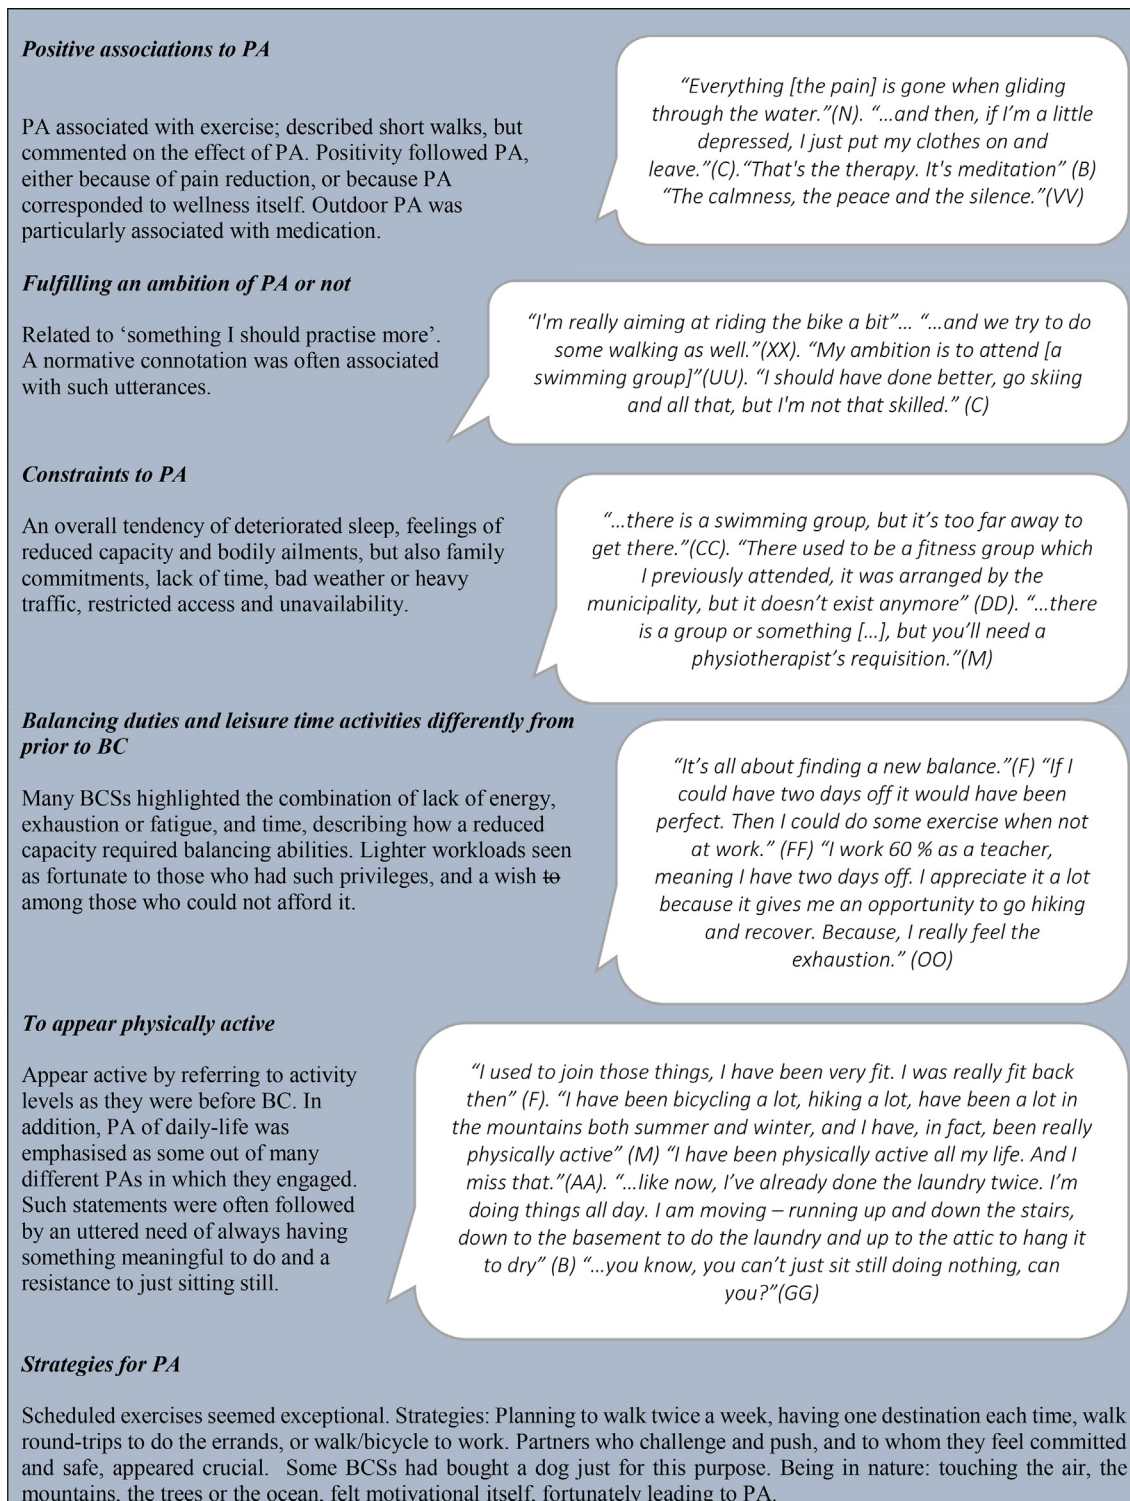 Positive associations to PA
PA associated with exercise; described short walks, but
commented on the effect of PA. Positivity followed PA,
either because of pain reduction, or because PA
corresponded to wellness itself. Outdoor PA was
particularly associated with medication.
“Everything [the pain] is gone when gliding
through the water.”(N). “…and then, if I’m a little
depressed, I just put my clothes on and
leave.”(C).“That's the therapy. It's meditation” (B)
“The calmness, the peace and the silence.”(VV)
Fulfilling an ambition of PA or not
Related to ‘something I should practise more’.
A normative connotation was often associated
with such utterances.
“I'm really aiming at riding the bike a bit”… “…and we try to do
some walking as well.”(XX). “My ambition is to attend [a
swimming group]”(UU). “I should have done better, go skiing
and all that, but I'm not that skilled.” (C)
Constraints to PA
An overall tendency of deteriorated sleep, feelings of
reduced capacity and bodily ailments, but also family
commitments, lack of time, bad weather or heavy
traffic, restricted access and unavailability.
“…there is a swimming group, but it’s too far away to
get there.”(CC). “There used to be a fitness group which
I previously attended, it was arranged by the
municipality, but it doesn’t exist anymore” (DD). “…there
is a group or something […], but you’ll need a
physiotherapist’s requisition.”(M)
Balancing duties and leisure time activities differently from
prior to BC
Many BCSs highlighted the combination of lack of energy,
exhaustion or fatigue, and time, describing how a reduced
capacity required balancing abilities. Lighter workloads seen
as fortunate to those who had such privileges, and a wish to
among those who could not afford it.
“It’s all about finding a new balance.”(F) “If I
could have two days off it would have been
perfect. Then I could do some exercise when not
at work.” (FF) “I work 60 % as a teacher,
meaning I have two days off. I appreciate it a lot
because it gives me an opportunity to go hiking
and recover. Because, I really feel the
exhaustion.” (OO)
To appear physically active
Appear active by referring to activity
levels as they were before BC. In
addition, PA of daily-life was
emphasised as some out of many
different PAs in which they engaged.
Such statements were often followed
by an uttered need of always having
something meaningful to do and a
resistance to just sitting still.
“I used to join those things, I have been very fit. I was really fit back
then” (F). “I have been bicycling a lot, hiking a lot, have been a lot in
the mountains both summer and winter, and I have, in fact, been really
physically active” (M) “I have been physically active all my life. And I
miss that.”(AA). “…like now, I’ve already done the laundry twice. I’m
doing things all day. I am moving – running up and down the stairs,
down to the basement to do the laundry and up to the attic to hang it
to dry” (B) “…you know, you can’t just sit still doing nothing, can
you?”(GG)
Strategies for PA
Scheduled exercises seemed exceptional. Strategies: Planning to walk twice a week, having one destination each time, walk
round-trips to do the errands, or walk/bicycle to work. Partners who challenge and push, and to whom they feel committed
and safe, appeared crucial. Some BCSs had bought a dog just for this purpose. Being in nature: touching the air, the
mountains, the trees or the ocean, felt motivational itself, fortunately leading to PA.